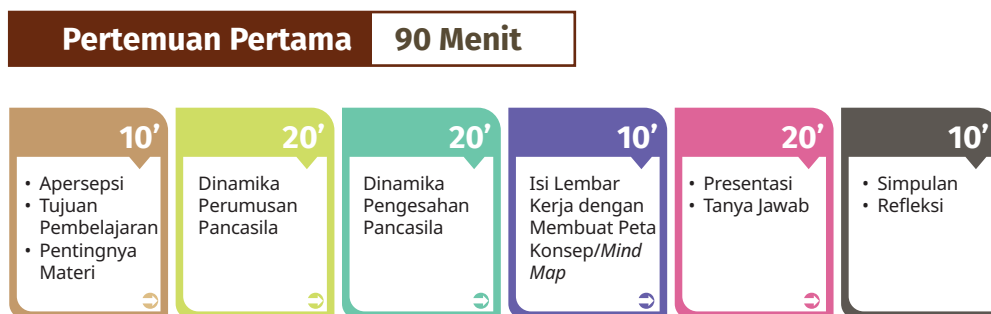 Pertemuan Pertama 90 Menit
10’
• Apersepsi
• Tujuan
Pembelajaran
• Pentingnya
Materi
20’
Dinamika
Perumusan
Pancasila
20’
Dinamika
Pengesahan
Pancasila
10’
Isi Lembar
Kerja dengan
Membuat Peta
Konsep/Mind
Map
20’
• Presentasi
• Tanya Jawab
10’
• Simpulan
• Refleksi